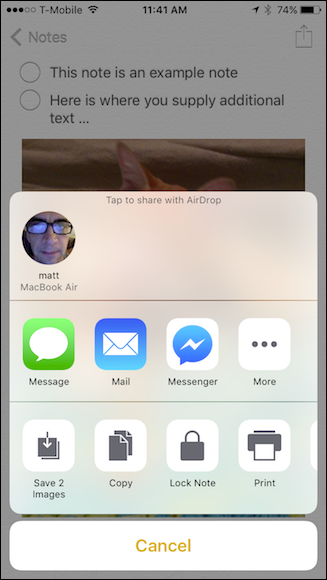 T-Mobile 11:41 AM 74%
Notes
This note is an example note
Here is where you supply additional
text ...
Tap to share with AirDrop
matt
MacBook Air
Message Mail Messenger More
Save 2 Copy Lock Note Print
Images
Cancel